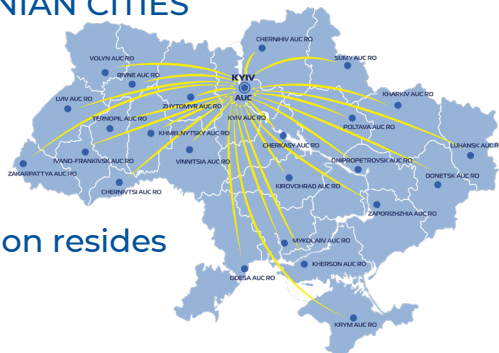 NIAN CITIES
CHERNIHIV AUC RO
VOLYN AUC RO
SUMY AUC RO
RIVNE AUC RO
KYIV
AUC
KHARKIV AUC RO
LVIV AUC RO
ZHYTOMYR AUC RO
TERNOPIL AUC RO
KYIV AUC RO
POLTAVA AUC RO
KHMELNYTSKY AUC RO
CHERKASY AUC RO
LUHANSK AUC R
IVANO-FRANKIVSK AUC RO
VINNITSIA AUC RO
DNIPROPETROVSK AUC RO
ZAKARPATTYA AUC RO
DONETSK AUC RO
CHERNIVTSI AUC RO
KIROVOHRAD AUC RO
ZAPORIZHZHIA AUC RO
on resides
MYKOLAIV AUC RO
KHERSON AUC RO
ODESA AUC RO
KRYM AUC RO